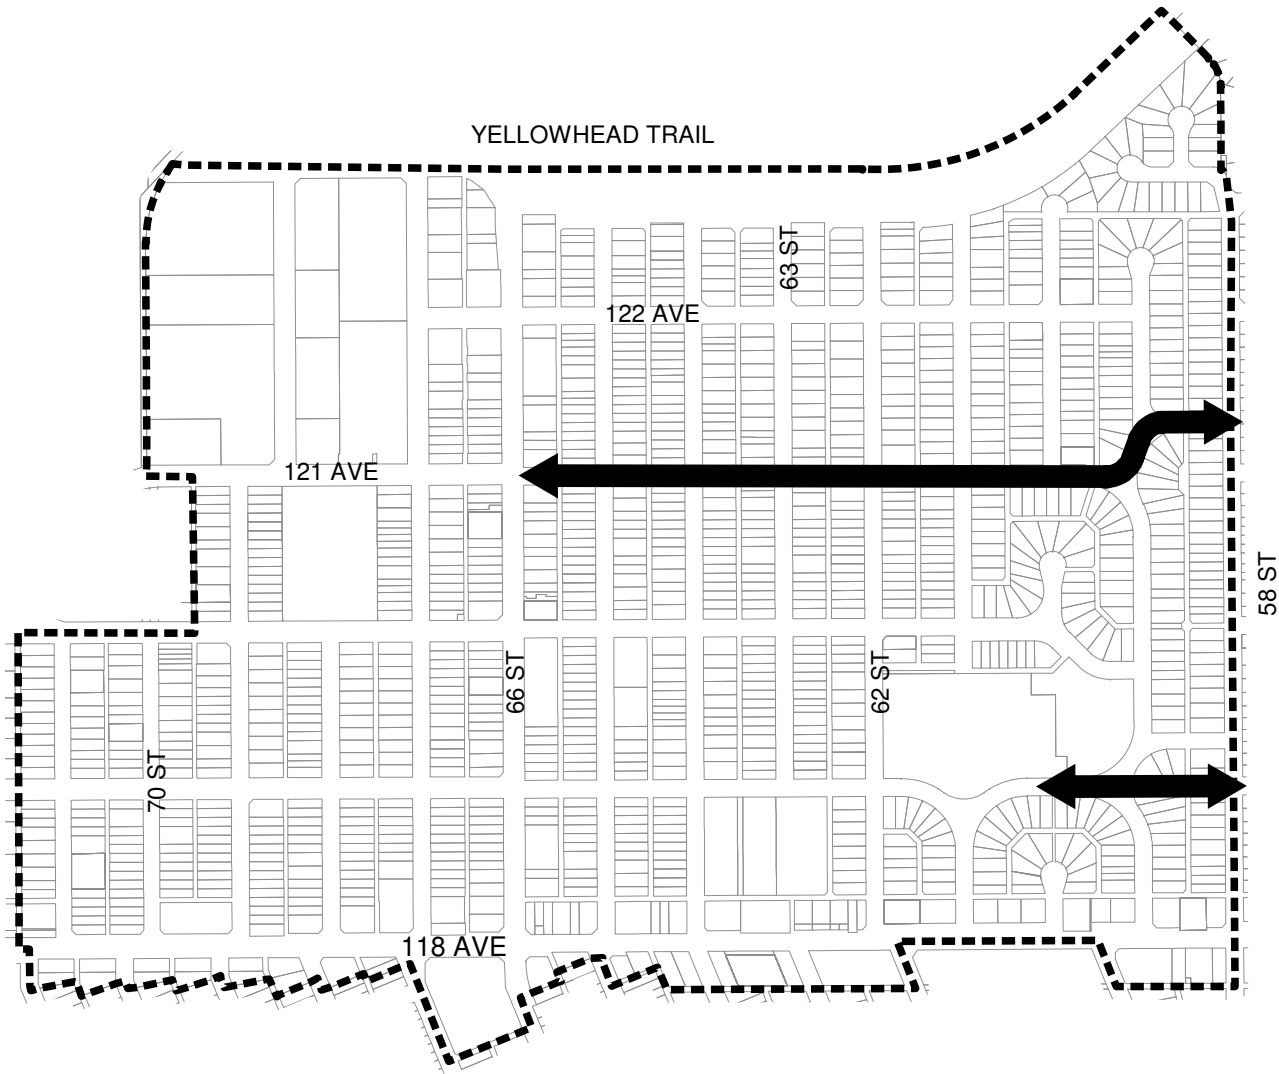 YELLOWHEAD TRAIL
63 ST
122 AVE
121 AVE
58 ST
66 ST
62 ST
70 ST
118 AVE